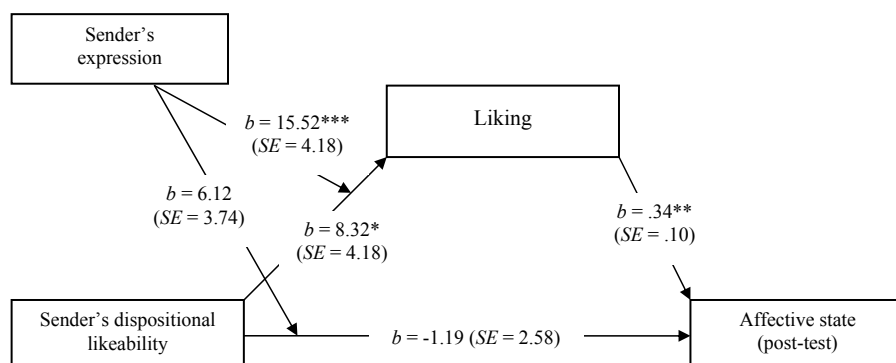 Sender's
expression
b = 15.52***
(SE = 4.18)
Liking
b = 6.12
(SE = 3.74)
b = 8.32*
(SE = 4.18)
b = .34**
(SE = .10)
Sender's dispositional
likeability
b = -1.19 (SE = 2.58)
Affective state
(post-test)